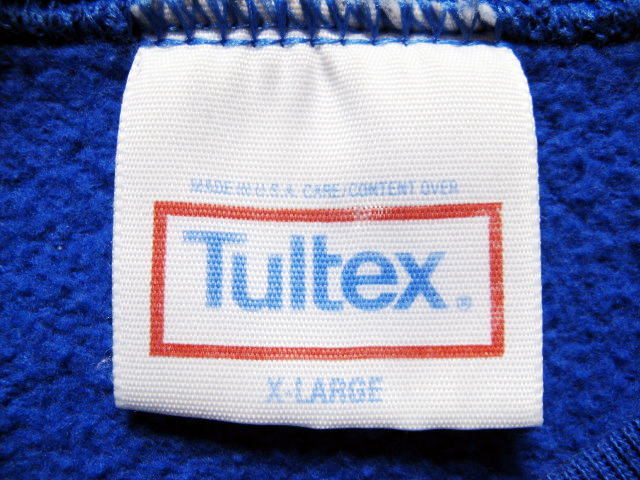 MADE IN U.S.A. CARE/CONTENT OVER
Tultex®
X-LARGE